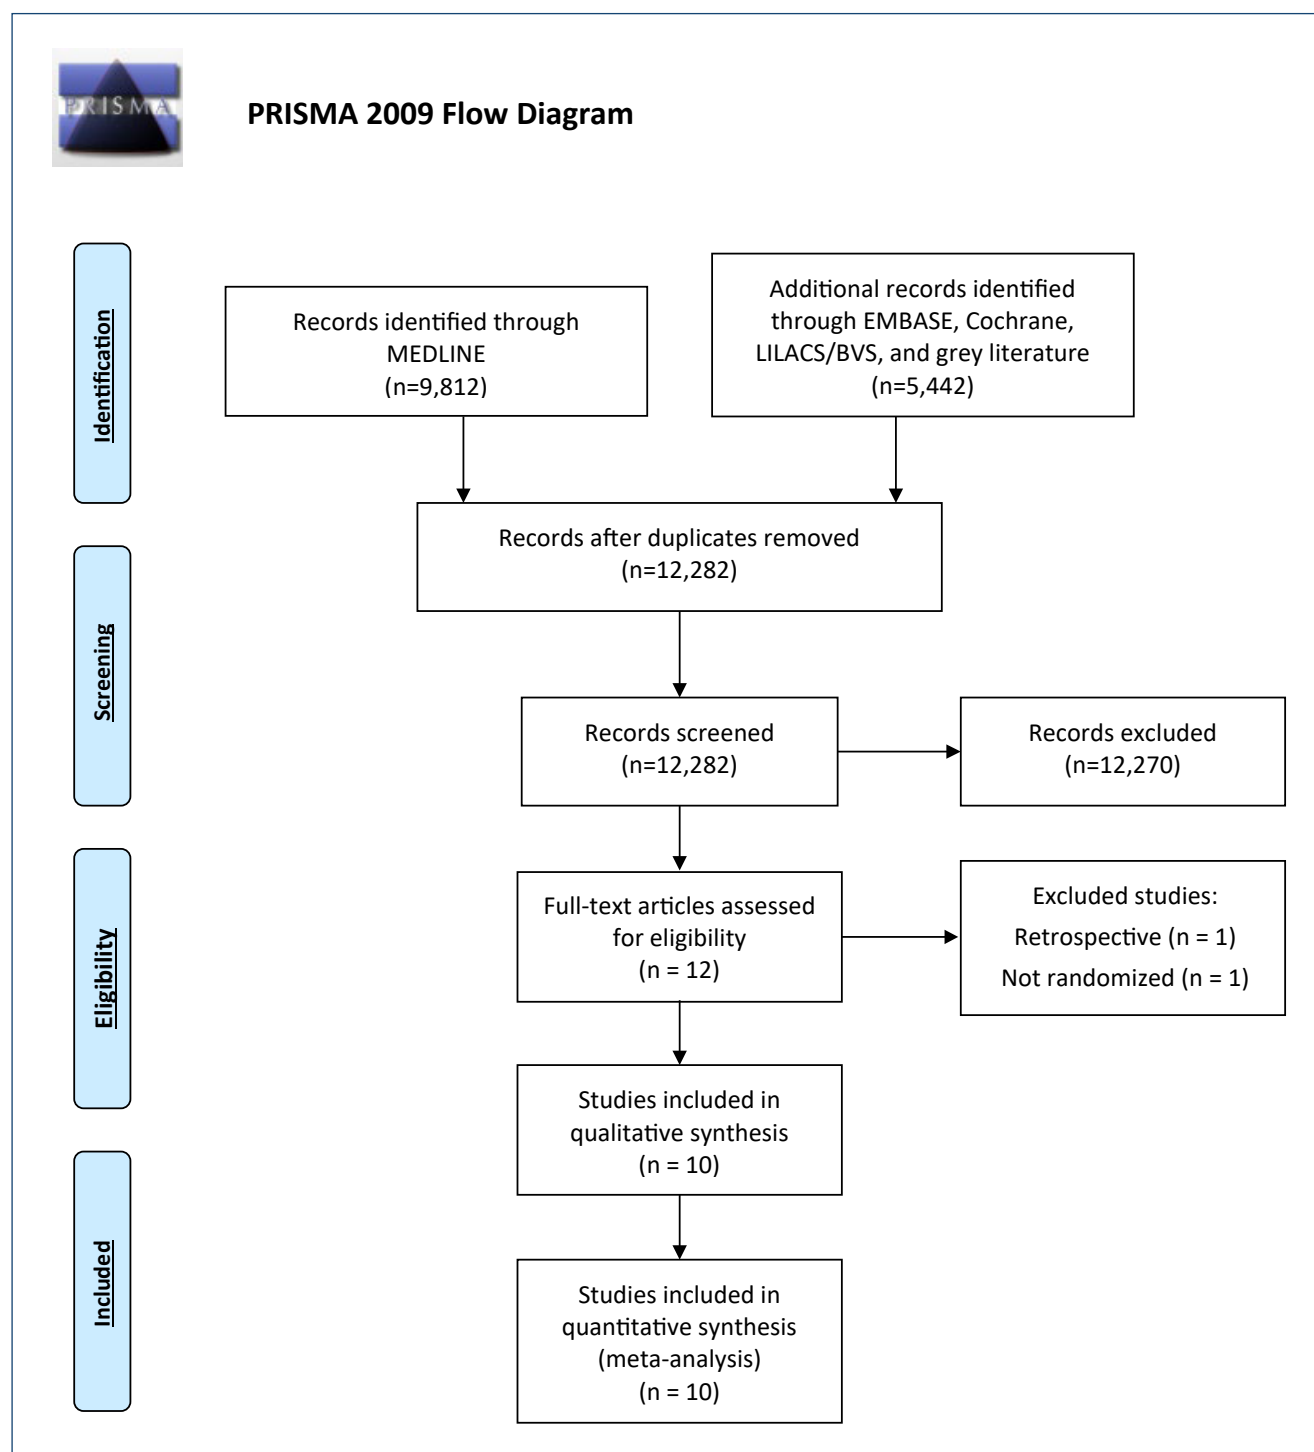 PRISMA
PRISMA 2009 Flow Diagram
Identification
Records identified through
MEDLINE
(n=9,812)
Additional records identified
through EMBASE, Cochrane,
LILACS/BVS, and grey literature
(n=5,442)
Records after duplicates removed
(n=12,282)
Screening
Records screened
(n=12,282)
Records excluded
(n=12,270)
Eligibility
Full-text articles assessed
for eligibility
(n = 12)
Excluded studies:
Retrospective (n = 1)
Not randomized (n = 1)
Studies included in
qualitative synthesis
(n = 10)
Included
Studies included in
quantitative synthesis
(meta-analysis)
(n = 10)